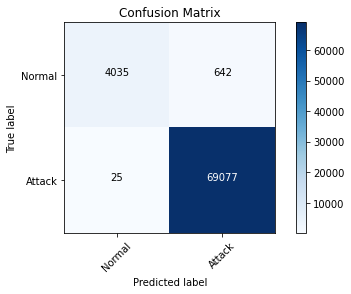 Confusion Matrix
Normal
4035
642
Attack
25
69077
True label
Normal
Attack
Predicted label
60000
50000
40000
30000
20000
10000